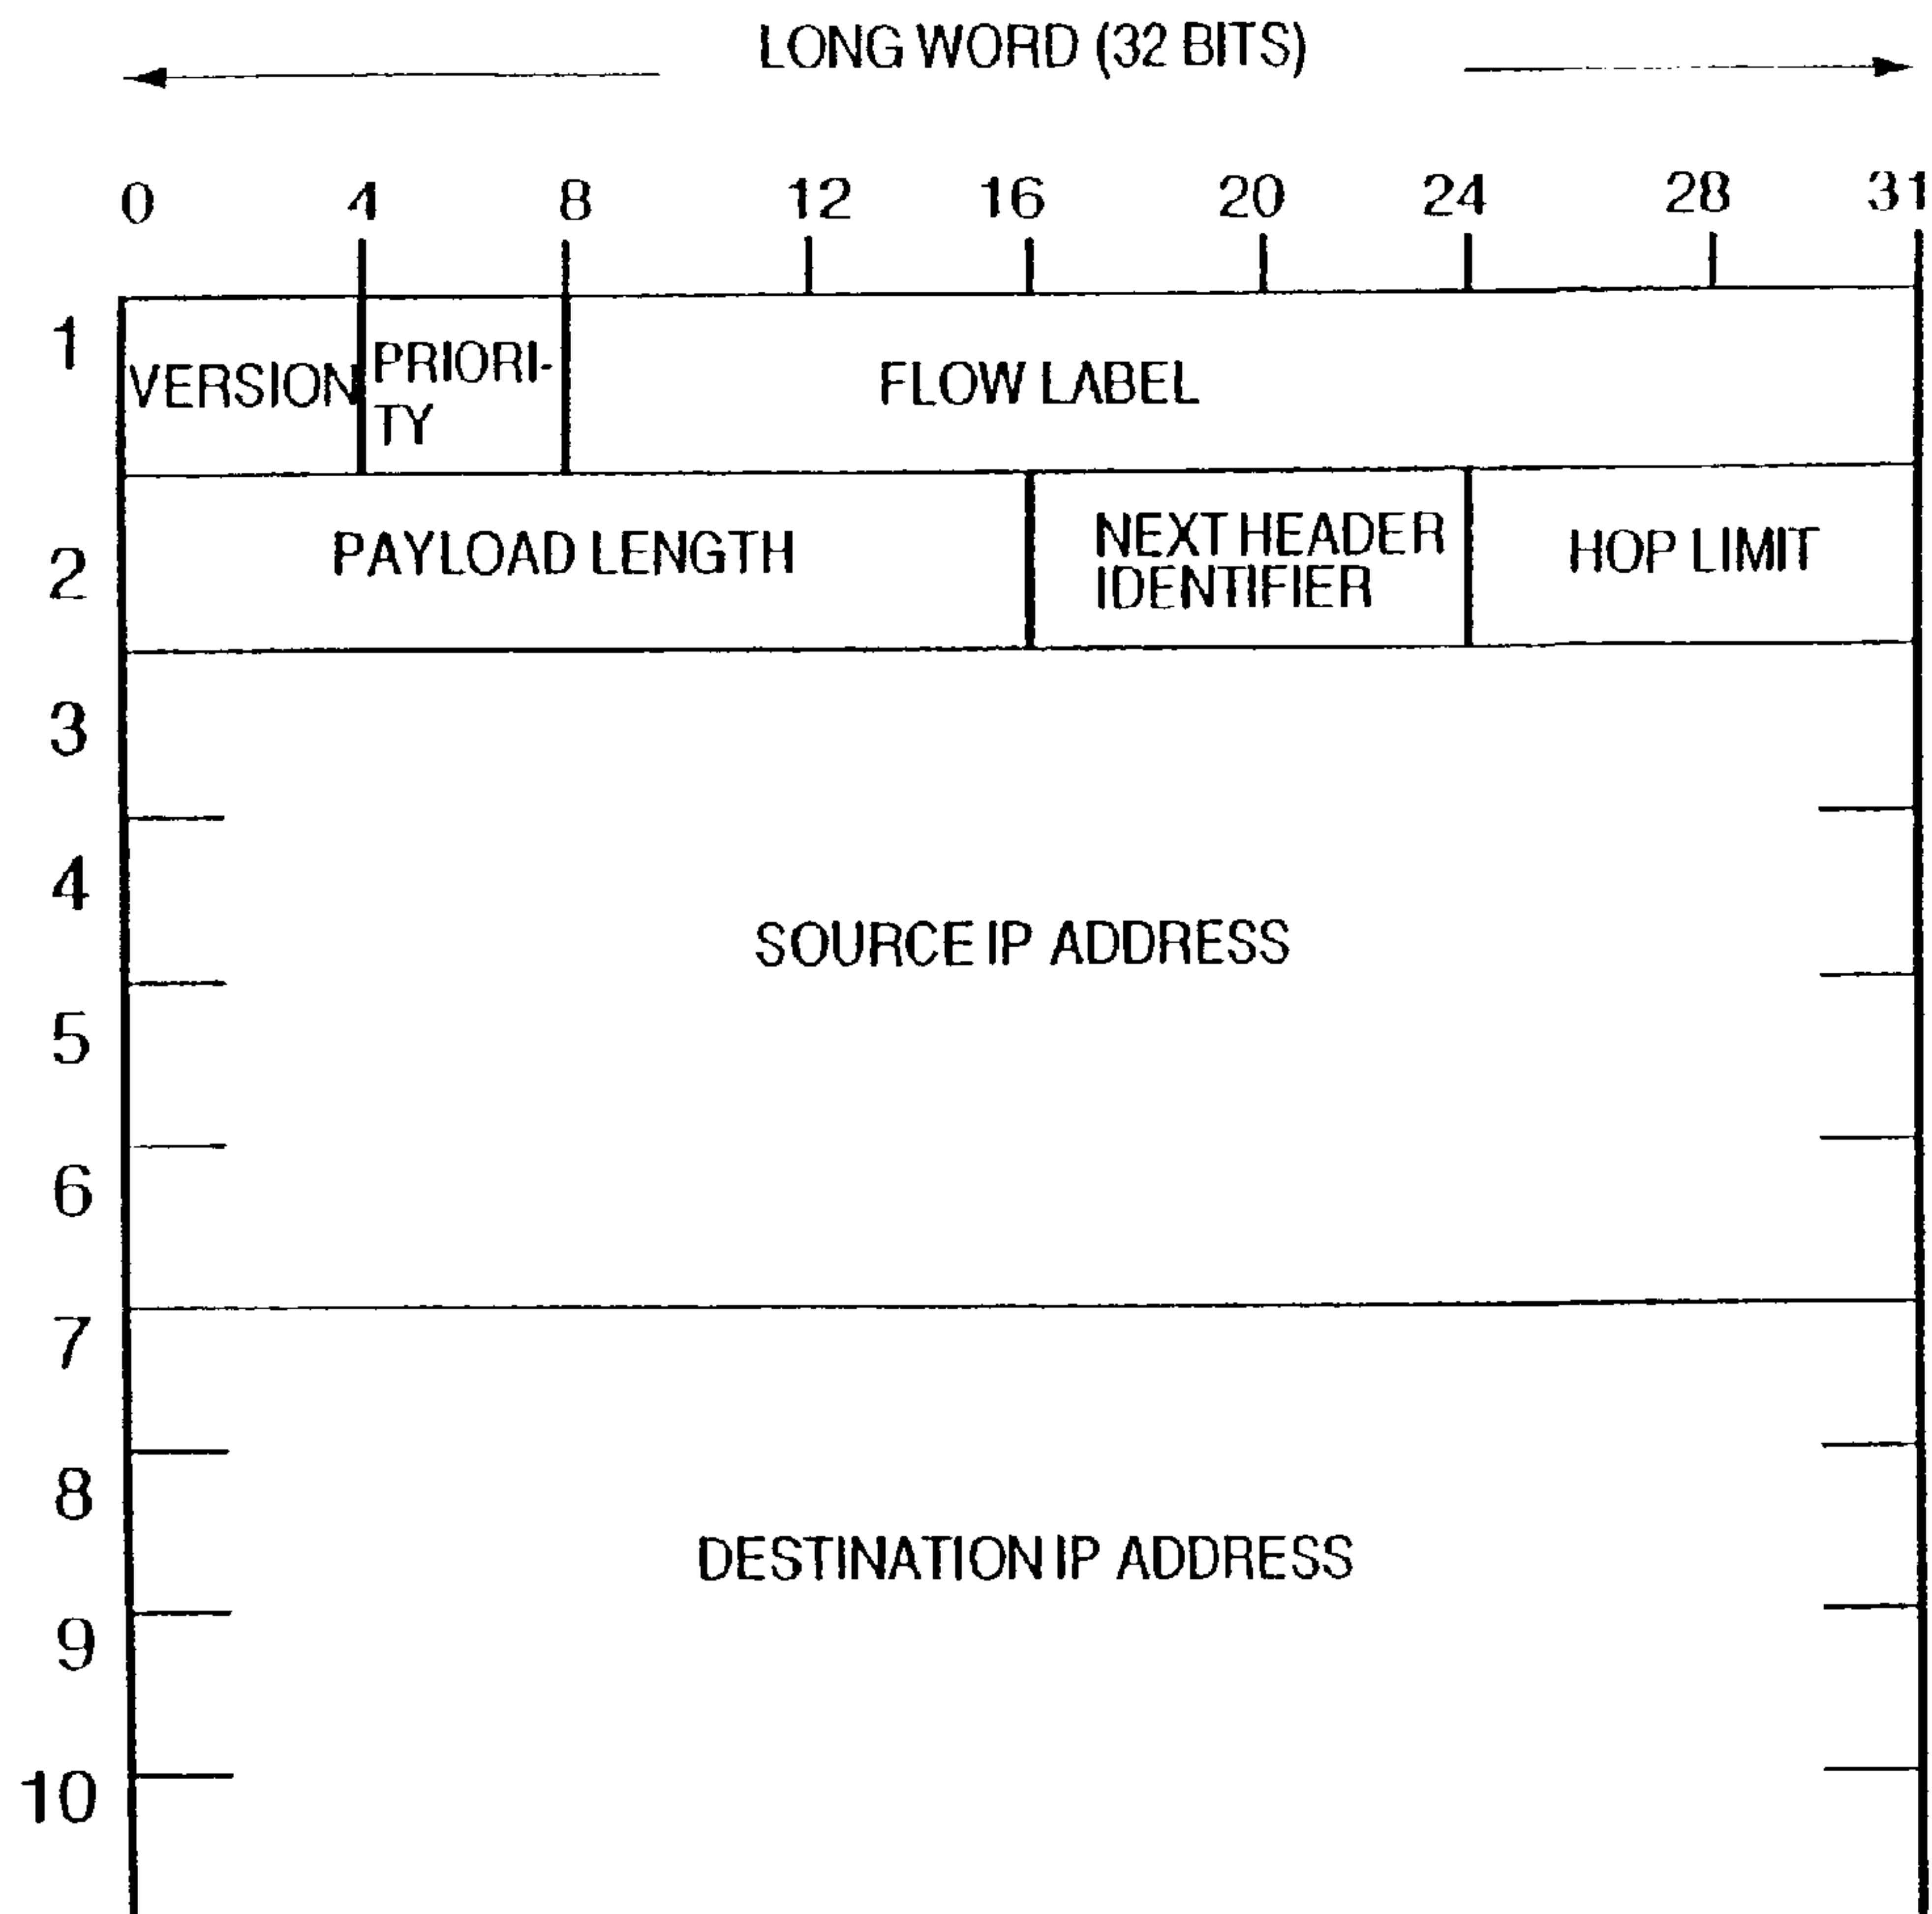 LONG WORD (32 BITS)
0 4 8 12 16 20 24 28 31
1
VERSION
PRIORI-
TY
FLOW LABEL
2
PAYLOAD LENGTH
NEXT HEADER
IDENTIFIER
HOP LIMIT
3
4
SOURCE IP ADDRESS
5
6
7
8
DESTINATION IP ADDRESS
9
10